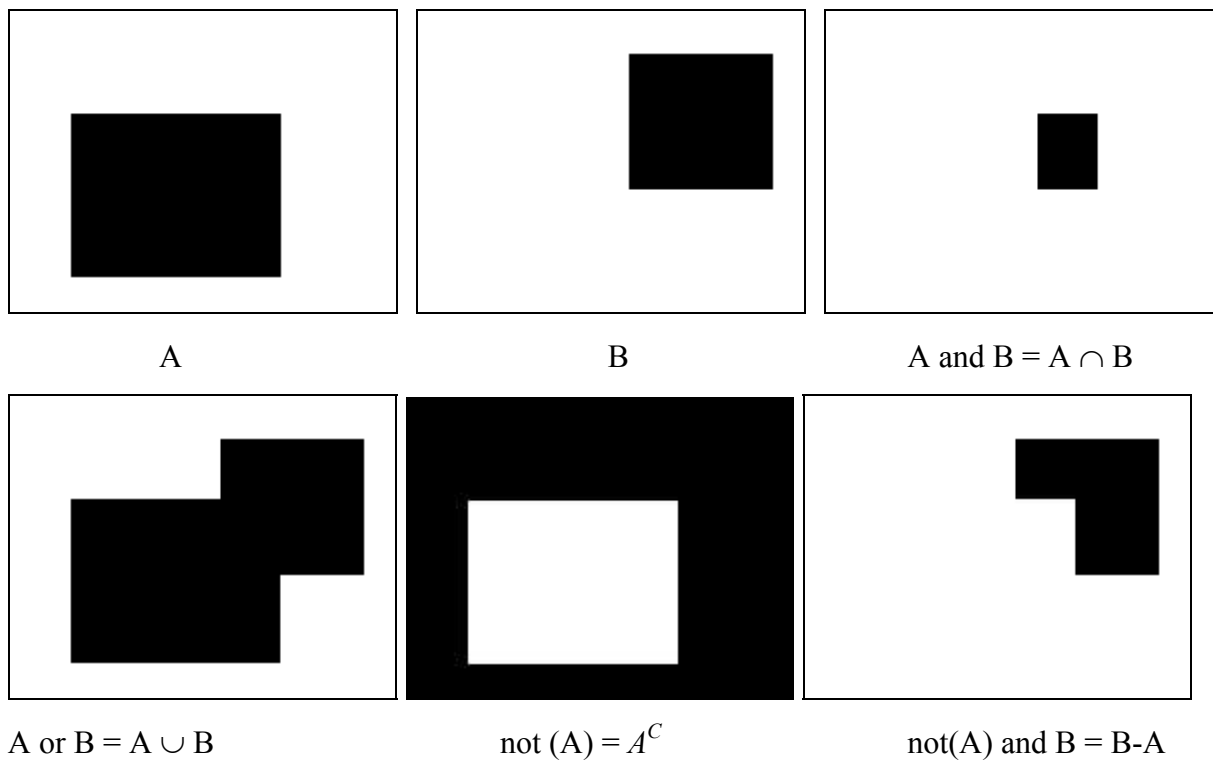 A B A and B = A ∩ B
A or B = A ∪ B not (A) = A^C not(A) and B = B-A